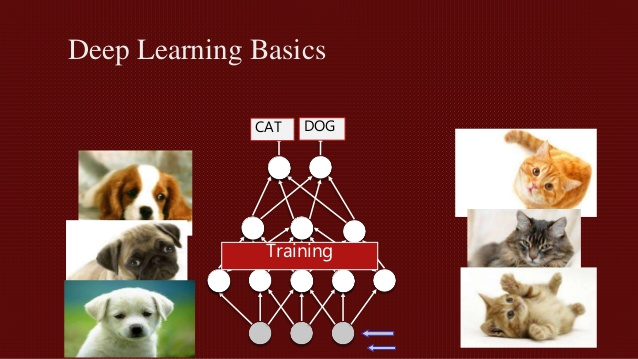 Deep Learning Basics
CAT
DOG
Training